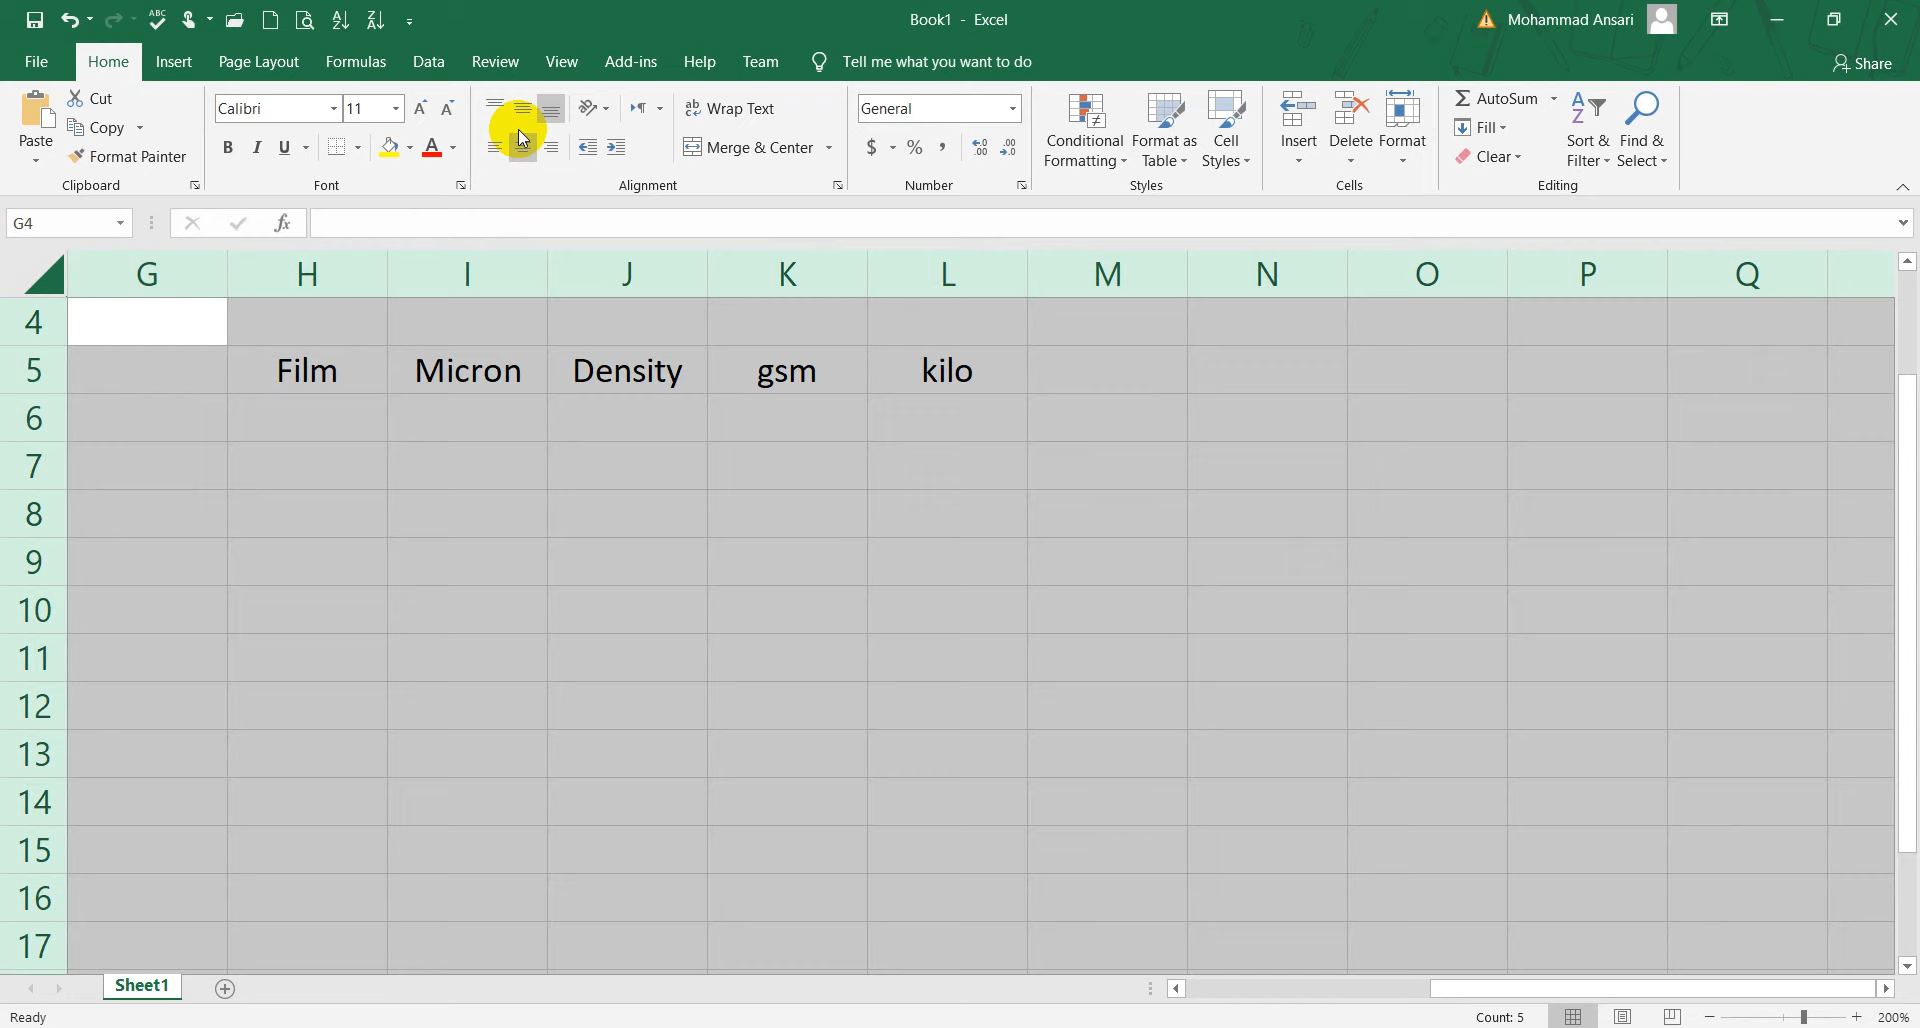 ABC
A
Z
Z
A
Book1 - Excel
Mohammad Ansari
File
Home
Insert
Page Layout
Formulas
Data
Review
View
Add-ins
Help
Team
Tell me what you want to do
Share
Paste
Cut
Copy
Format Painter
Clipboard
Calibri
11
A
A
B
I
U
A
Font
ab
Wrap Text
Merge & Center
Alignment
General
$
%
,
.00
.00
Number
Conditional
Formatting
Format as
Table
Cell
Styles
Styles
Insert
Delete
Format
Cells
Σ AutoSum
Fill
Clear
A
Z
Sort &
Filter
Find &
Select
Editing
G4
fx
G H I J K L M N O P Q
4
5 Film Micron Density gsm kilo
6
7
8
9
10
11
12
13
14
15
16
17
Sheet1
Ready
Count: 5
200%